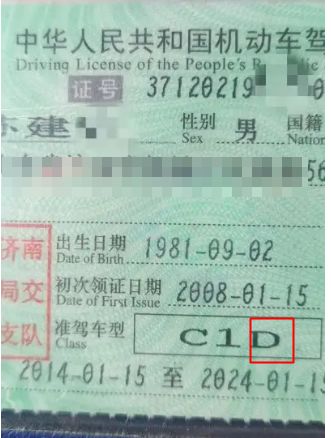 中华人民共和国机动车驾
Driving License of the People's R
证号 37120219
建
性别 男 国籍
Sex Nation
56
济南
局交
支队
出生日期 1981-09-02
Date of Birth
初次领证日期 2008-01-15
Date of First Issue
准驾车型 C1D
Class
2014-01-15 至 2024-01-15